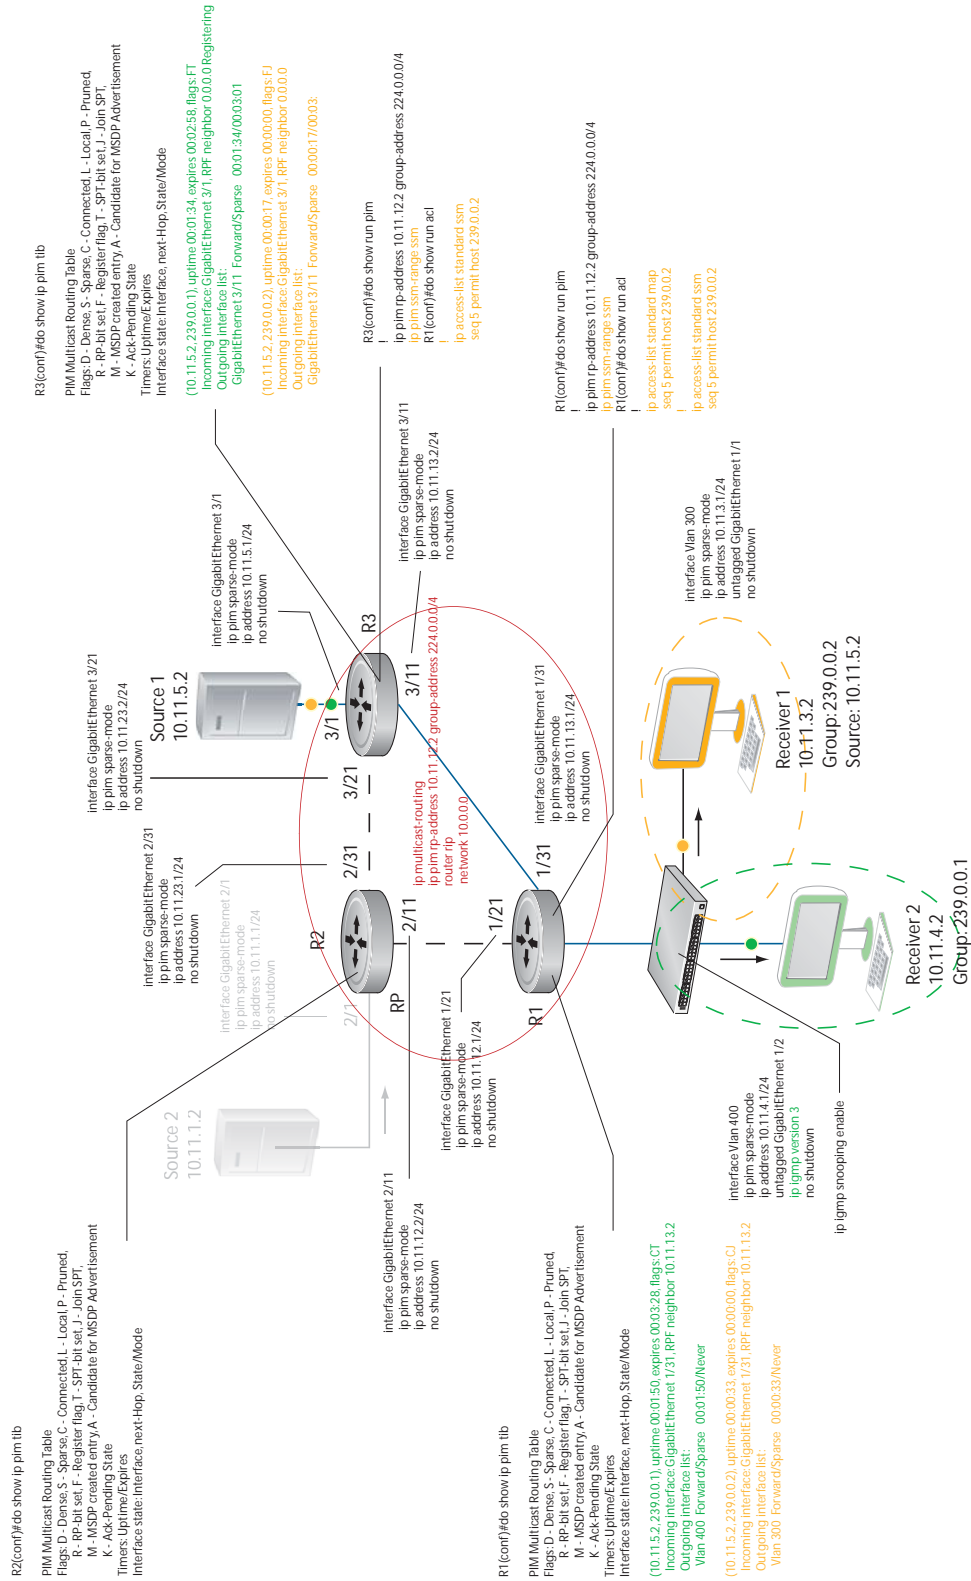 R2(conf)#do show ip pim tib
PIM Multicast Routing Table
Flags: D - Dense, S - Sparse, C - Connected, L - Local, P - Pruned,
R - RP-bit set, F - Register flag, T - SPT-bit set, J - Join SPT,
M - MSDP created entry, A - Candidate for MSDP Advertisement
K - Ack-Pending State
Timers: Uptime/Expires
Interface state: Interface, next-Hop, State/Mode
R3(conf)#do show ip pim tib
PIM Multicast Routing Table
Flags: D - Dense, S - Sparse, C - Connected, L - Local, P - Pruned,
R - RP-bit set, F - Register flag, T - SPT-bit set, J - Join SPT,
M - MSDP created entry, A - Candidate for MSDP Advertisement
K - Ack-Pending State
Timers: Uptime/Expires
Interface state: Interface, next-Hop, State/Mode
(10.11.5.2, 239.0.0.1), uptime 00:01:34, expires 00:02:58, flags: FT
Incoming interface: GigabitEthernet 3/1, RPF neighbor 0.0.0.0 Registering
Outgoing interface list:
GigabitEthernet 3/11 Forward/Sparse 00:01:34/00:03:01
(10.11.5.2, 239.0.0.2), uptime 00:00:17, expires 00:00:00, flags: FJ
Incoming interface: GigabitEthernet 3/1, RPF neighbor 0.0.0.0
Outgoing interface list:
GigabitEthernet 3/11 Forward/Sparse 00:00:17/00:03:
interface GigabitEthernet 3/21
ip pim sparse-mode
ip address 10.11.23.2/24
no shutdown
interface GigabitEthernet 2/31
ip pim sparse-mode
ip address 10.11.23.1/24
no shutdown
Source 1
10.11.5.2
interface GigabitEthernet 3/1
ip pim sparse-mode
ip address 10.11.5.1/24
no shutdown
Source 2
10.11.1.2
interface GigabitEthernet 2/1
ip pim sparse-mode
ip address 10.11.1.1/24
no shutdown
2/1
R2
2/31
3/21
3/1
R3
RP
2/11
3/11
interface GigabitEthernet 3/11
ip pim sparse-mode
ip address 10.11.13.2/24
no shutdown
R3(conf)#do show run pim
!
ip pim rp-address 10.11.12.2 group-address 224.0.0.0/4
ip pim ssm-range ssm
R1(conf)#do show run acl
!
ip access-list standard ssm
seq 5 permit host 239.0.0.2
interface GigabitEthernet 2/11
ip pim sparse-mode
ip address 10.11.12.2/24
no shutdown
ip multicast-routing
ip pim rp-address 10.11.12.2 group-address 224.0.0.0/4
router rip
network 10.0.0.0
interface GigabitEthernet 1/21
ip pim sparse-mode
ip address 10.11.12.1/24
no shutdown
1/21
R1
1/31
interface GigabitEthernet 1/31
ip pim sparse-mode
ip address 10.11.13.1/24
no shutdown
R1(conf)#do show run pim
!
ip pim rp-address 10.11.12.2 group-address 224.0.0.0/4
ip pim ssm-range ssm
R1(conf)#do show run acl
!
ip access-list standard map
seq 5 permit host 239.0.0.2
!
ip access-list standard ssm
seq 5 permit host 239.0.0.2
R1(conf)#do show ip pim tib
PIM Multicast Routing Table
Flags: D - Dense, S - Sparse, C - Connected, L - Local, P - Pruned,
R - RP-bit set, F - Register flag, T - SPT-bit set, J - Join SPT,
M - MSDP created entry, A - Candidate for MSDP Advertisement
K - Ack-Pending State
Timers: Uptime/Expires
Interface state: Interface, next-Hop, State/Mode
(10.11.5.2, 239.0.0.1), uptime 00:01:50, expires 00:03:28, flags: CT
Incoming interface: GigabitEthernet 1/31, RPF neighbor 10.11.13.2
Outgoing interface list:
Vlan 400 Forward/Sparse 00:01:50/Never
(10.11.5.2, 239.0.0.2), uptime 00:00:33, expires 00:00:00, flags: CJ
Incoming interface: GigabitEthernet 1/31, RPF neighbor 10.11.13.2
Outgoing interface list:
Vlan 300 Forward/Sparse 00:00:33/Never
interface Vlan 300
ip pim sparse-mode
ip address 10.11.3.1/24
untagged GigabitEthernet 1/1
no shutdown
interface Vlan 400
ip pim sparse-mode
ip address 10.11.4.1/24
untagged GigabitEthernet 1/2
ip igmp version 3
no shutdown
ip igmp snooping enable
Receiver 1
10.11.3.2
Group: 239.0.0.2
Source: 10.11.5.2
Receiver 2
10.11.4.2
Group: 239.0.0.1